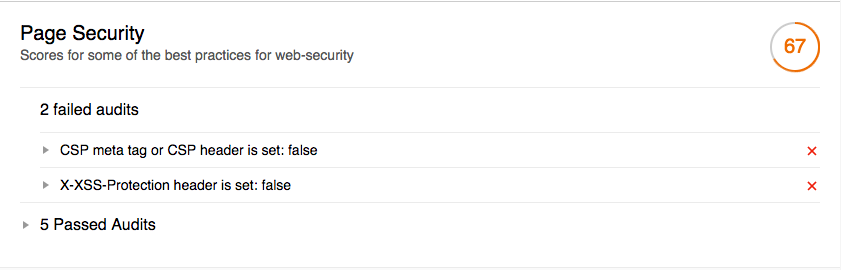 Page Security
Scores for some of the best practices for web-security
67
2 failed audits
CSP meta tag or CSP header is set: false
X-XSS-Protection header is set: false
5 Passed Audits